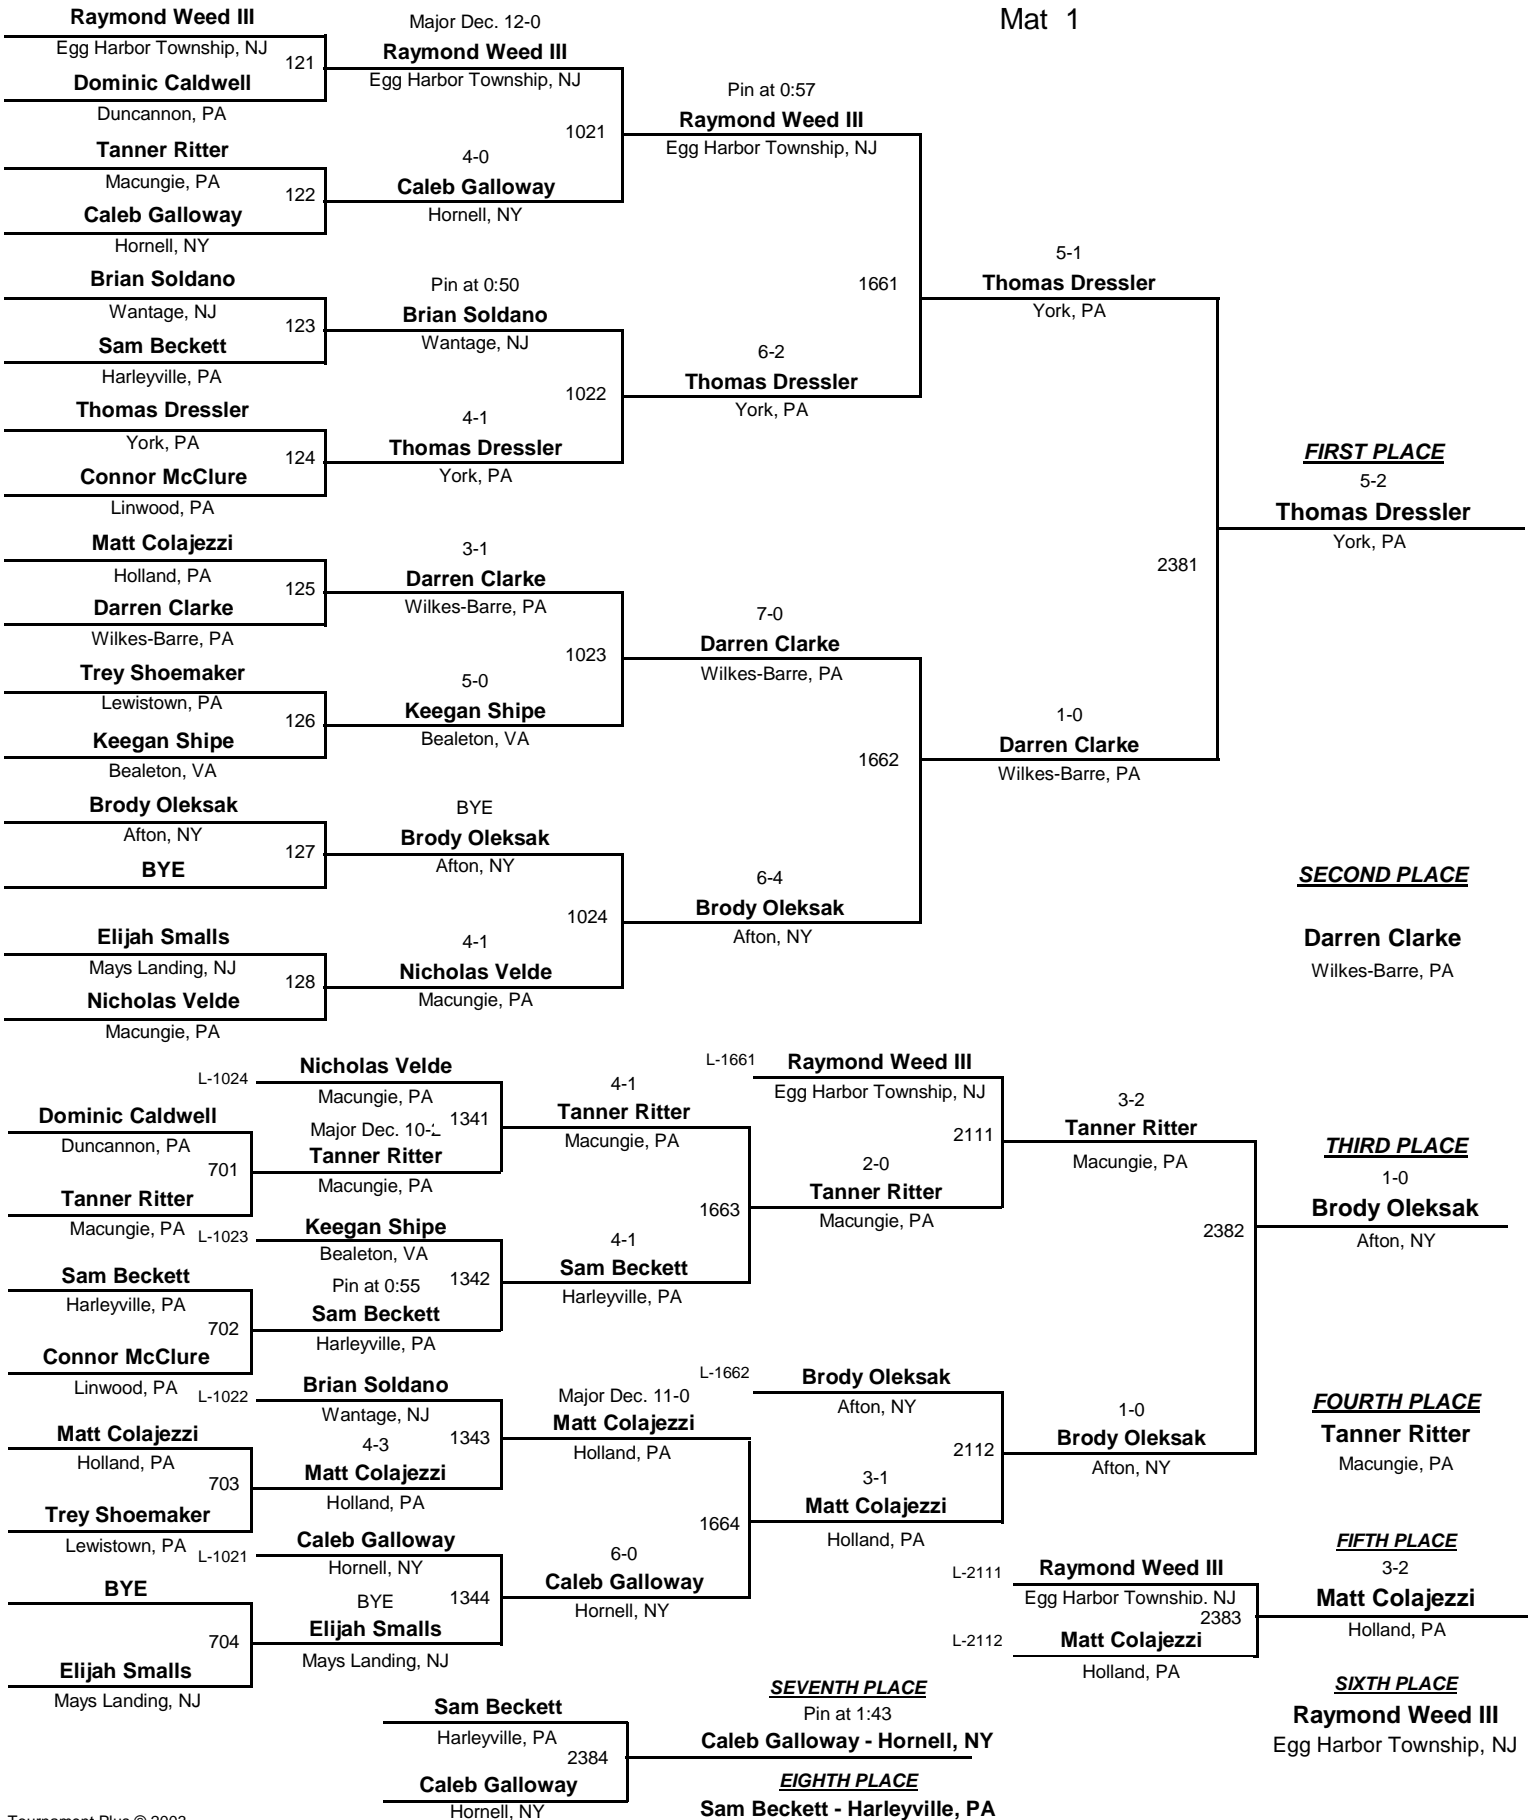 Mat 1
Raymond Weed III
Egg Harbor Township, NJ
121
Dominic Caldwell
Duncannon, PA
Tanner Ritter
Macungie, PA
122
Caleb Galloway
Hornell, NY
Brian Soldano
Wantage, NJ
123
Sam Beckett
Harleyville, PA
Thomas Dressler
York, PA
124
Connor McClure
Linwood, PA
Matt Colajezzi
Holland, PA
125
Darren Clarke
Wilkes-Barre, PA
Trey Shoemaker
Lewistown, PA
126
Keegan Shipe
Bealeton, VA
Brody Oleksak
Afton, NY
127
BYE
Elijah Smalls
Mays Landing, NJ
128
Nicholas Velde
Macungie, PA
Major Dec. 12-0
Raymond Weed III
Egg Harbor Township, NJ
1021
4-0
Caleb Galloway
Hornell, NY
Pin at 0:50
Brian Soldano
Wantage, NJ
1022
4-1
Thomas Dressler
York, PA
3-1
Darren Clarke
Wilkes-Barre, PA
1023
5-0
Keegan Shipe
Bealeton, VA
BYE
Brody Oleksak
Afton, NY
1024
4-1
Nicholas Velde
Macungie, PA
Pin at 0:57
Raymond Weed III
Egg Harbor Township, NJ
1661
6-2
Thomas Dressler
York, PA
7-0
Darren Clarke
Wilkes-Barre, PA
1662
6-4
Brody Oleksak
Afton, NY
5-1
Thomas Dressler
York, PA
2381
1-0
Darren Clarke
Wilkes-Barre, PA
FIRST PLACE
5-2
Thomas Dressler
York, PA
SECOND PLACE
Darren Clarke
Wilkes-Barre, PA
Dominic Caldwell
Duncannon, PA
701
Tanner Ritter
Macungie, PA
Sam Beckett
Harleyville, PA
702
Connor McClure
Linwood, PA
Matt Colajezzi
Holland, PA
703
Trey Shoemaker
Lewistown, PA
BYE
704
Elijah Smalls
Mays Landing, NJ
L-1024
Nicholas Velde
Macungie, PA
1341
Major Dec. 10-
Tanner Ritter
Macungie, PA
L-1023
Keegan Shipe
Bealeton, VA
1342
Pin at 0:55
Sam Beckett
Harleyville, PA
L-1022
Brian Soldano
Wantage, NJ
1343
4-3
Matt Colajezzi
Holland, PA
L-1021
Caleb Galloway
Hornell, NY
1344
BYE
Elijah Smalls
Mays Landing, NJ
4-1
Tanner Ritter
Macungie, PA
1663
4-1
Sam Beckett
Harleyville, PA
Major Dec. 11-0
Matt Colajezzi
Holland, PA
1664
6-0
Caleb Galloway
Hornell, NY
L-1661
Raymond Weed III
Egg Harbor Township, NJ
2111
2-0
Tanner Ritter
Macungie, PA
L-1662
Brody Oleksak
Afton, NY
2112
3-1
Matt Colajezzi
Holland, PA
3-2
Tanner Ritter
Macungie, PA
2382
1-0
Brody Oleksak
Afton, NY
THIRD PLACE
1-0
Brody Oleksak
Afton, NY
FOURTH PLACE
Tanner Ritter
Macungie, PA
L-2111
Raymond Weed III
Egg Harbor Township, NJ
2383
L-2112
Matt Colajezzi
Holland, PA
FIFTH PLACE
3-2
Matt Colajezzi
Holland, PA
SIXTH PLACE
Raymond Weed III
Egg Harbor Township, NJ
Sam Beckett
Harleyville, PA
2384
Caleb Galloway
Hornell, NY
SEVENTH PLACE
Pin at 1:43
Caleb Galloway - Hornell, NY
EIGHTH PLACE
Sam Beckett - Harleyville, PA